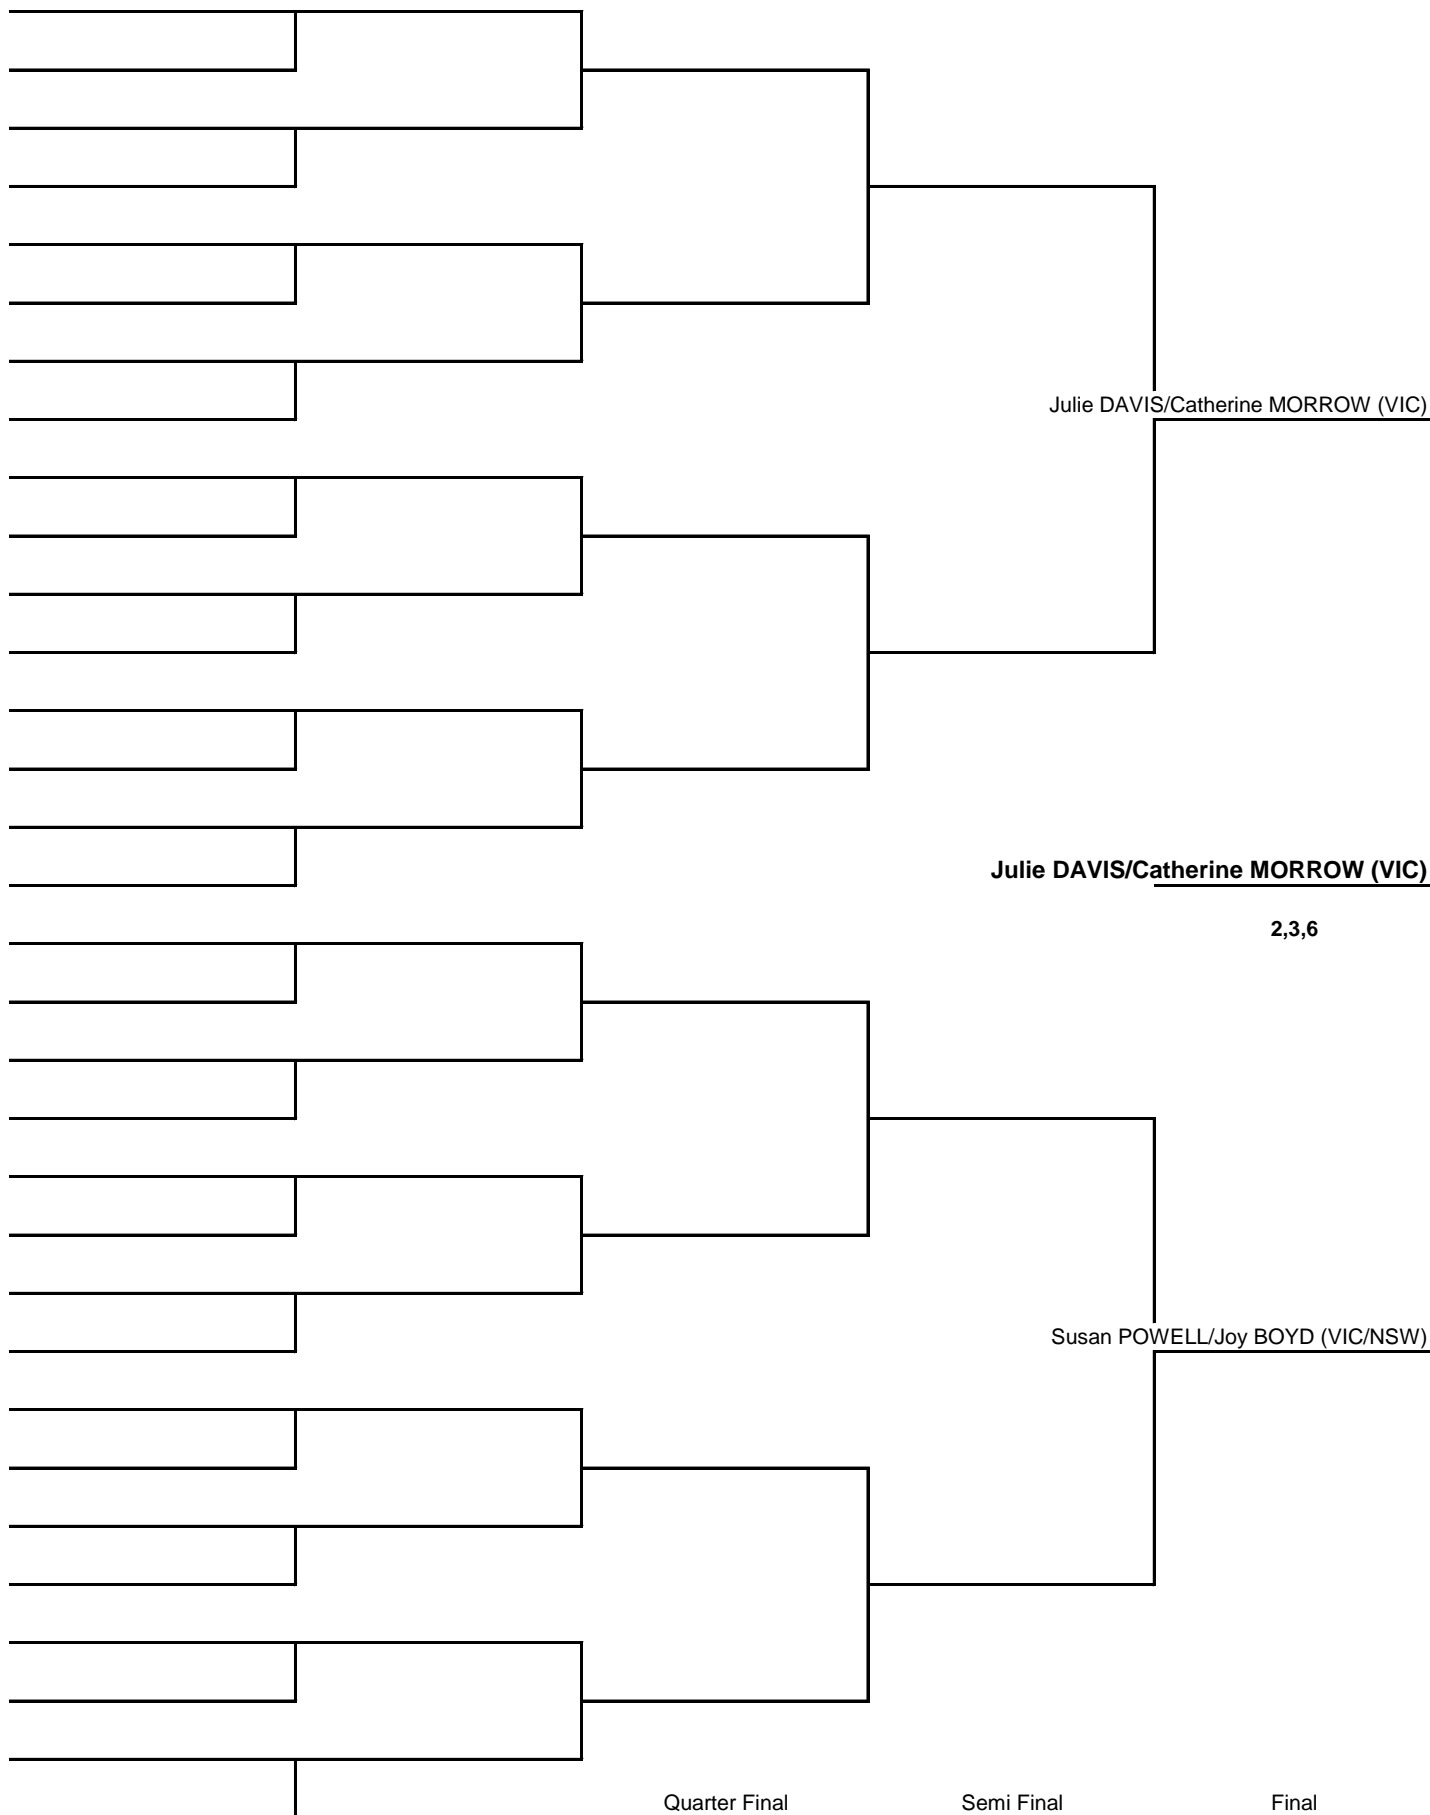 Julie DAVIS/Catherine MORROW (VIC)
Julie DAVIS/Catherine MORROW (VIC)
2,3,6
Susan POWELL/Joy BOYD (VIC/NSW)
Quarter Final Semi Final Final